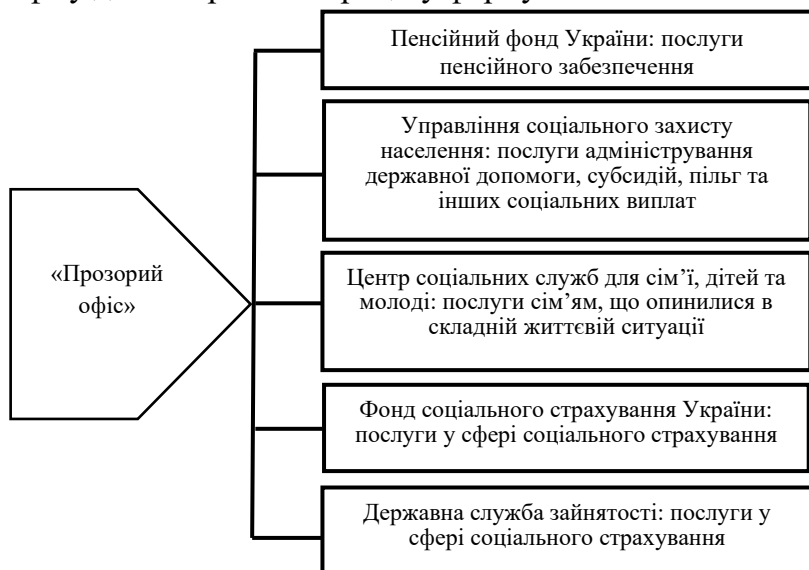 Пенсійний фонд України: послуги
пенсійного забезпечення
Управління соціального захисту
населення: послуги адміністрування
державної допомоги, субсидій, пільг та
інших соціальних виплат
«Прозорий
офіс»
Центр соціальних служб для сім’ї, дітей та
молоді: послуги сім’ям, що опинилися в
складній життєвій ситуації
Фонд соціального страхування України:
послуги у сфері соціального страхування
Державна служба зайнятості: послуги у
сфері соціального страхування